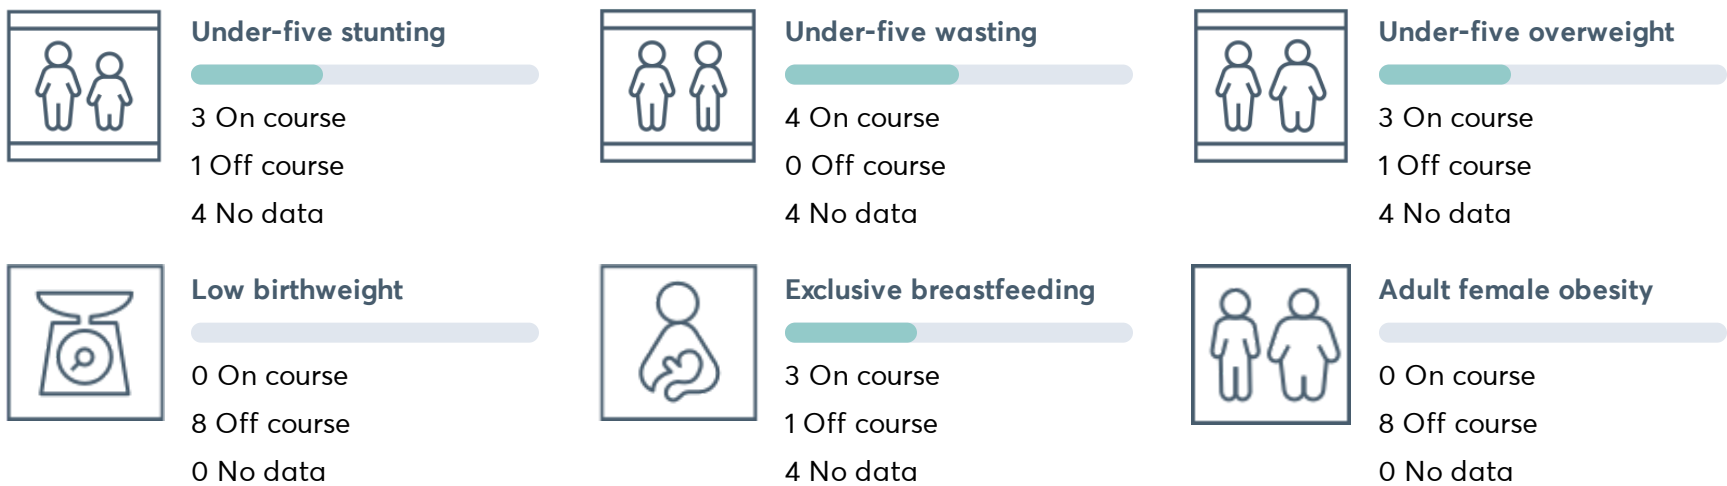 Under-five stunting
3 On course
1 Off course
4 No data
Under-five wasting
4 On course
0 Off course
4 No data
Under-five overweight
3 On course
1 Off course
4 No data
Low birthweight
0 On course
8 Off course
0 No data
Exclusive breastfeeding
3 On course
1 Off course
4 No data
Adult female obesity
0 On course
8 Off course
0 No data